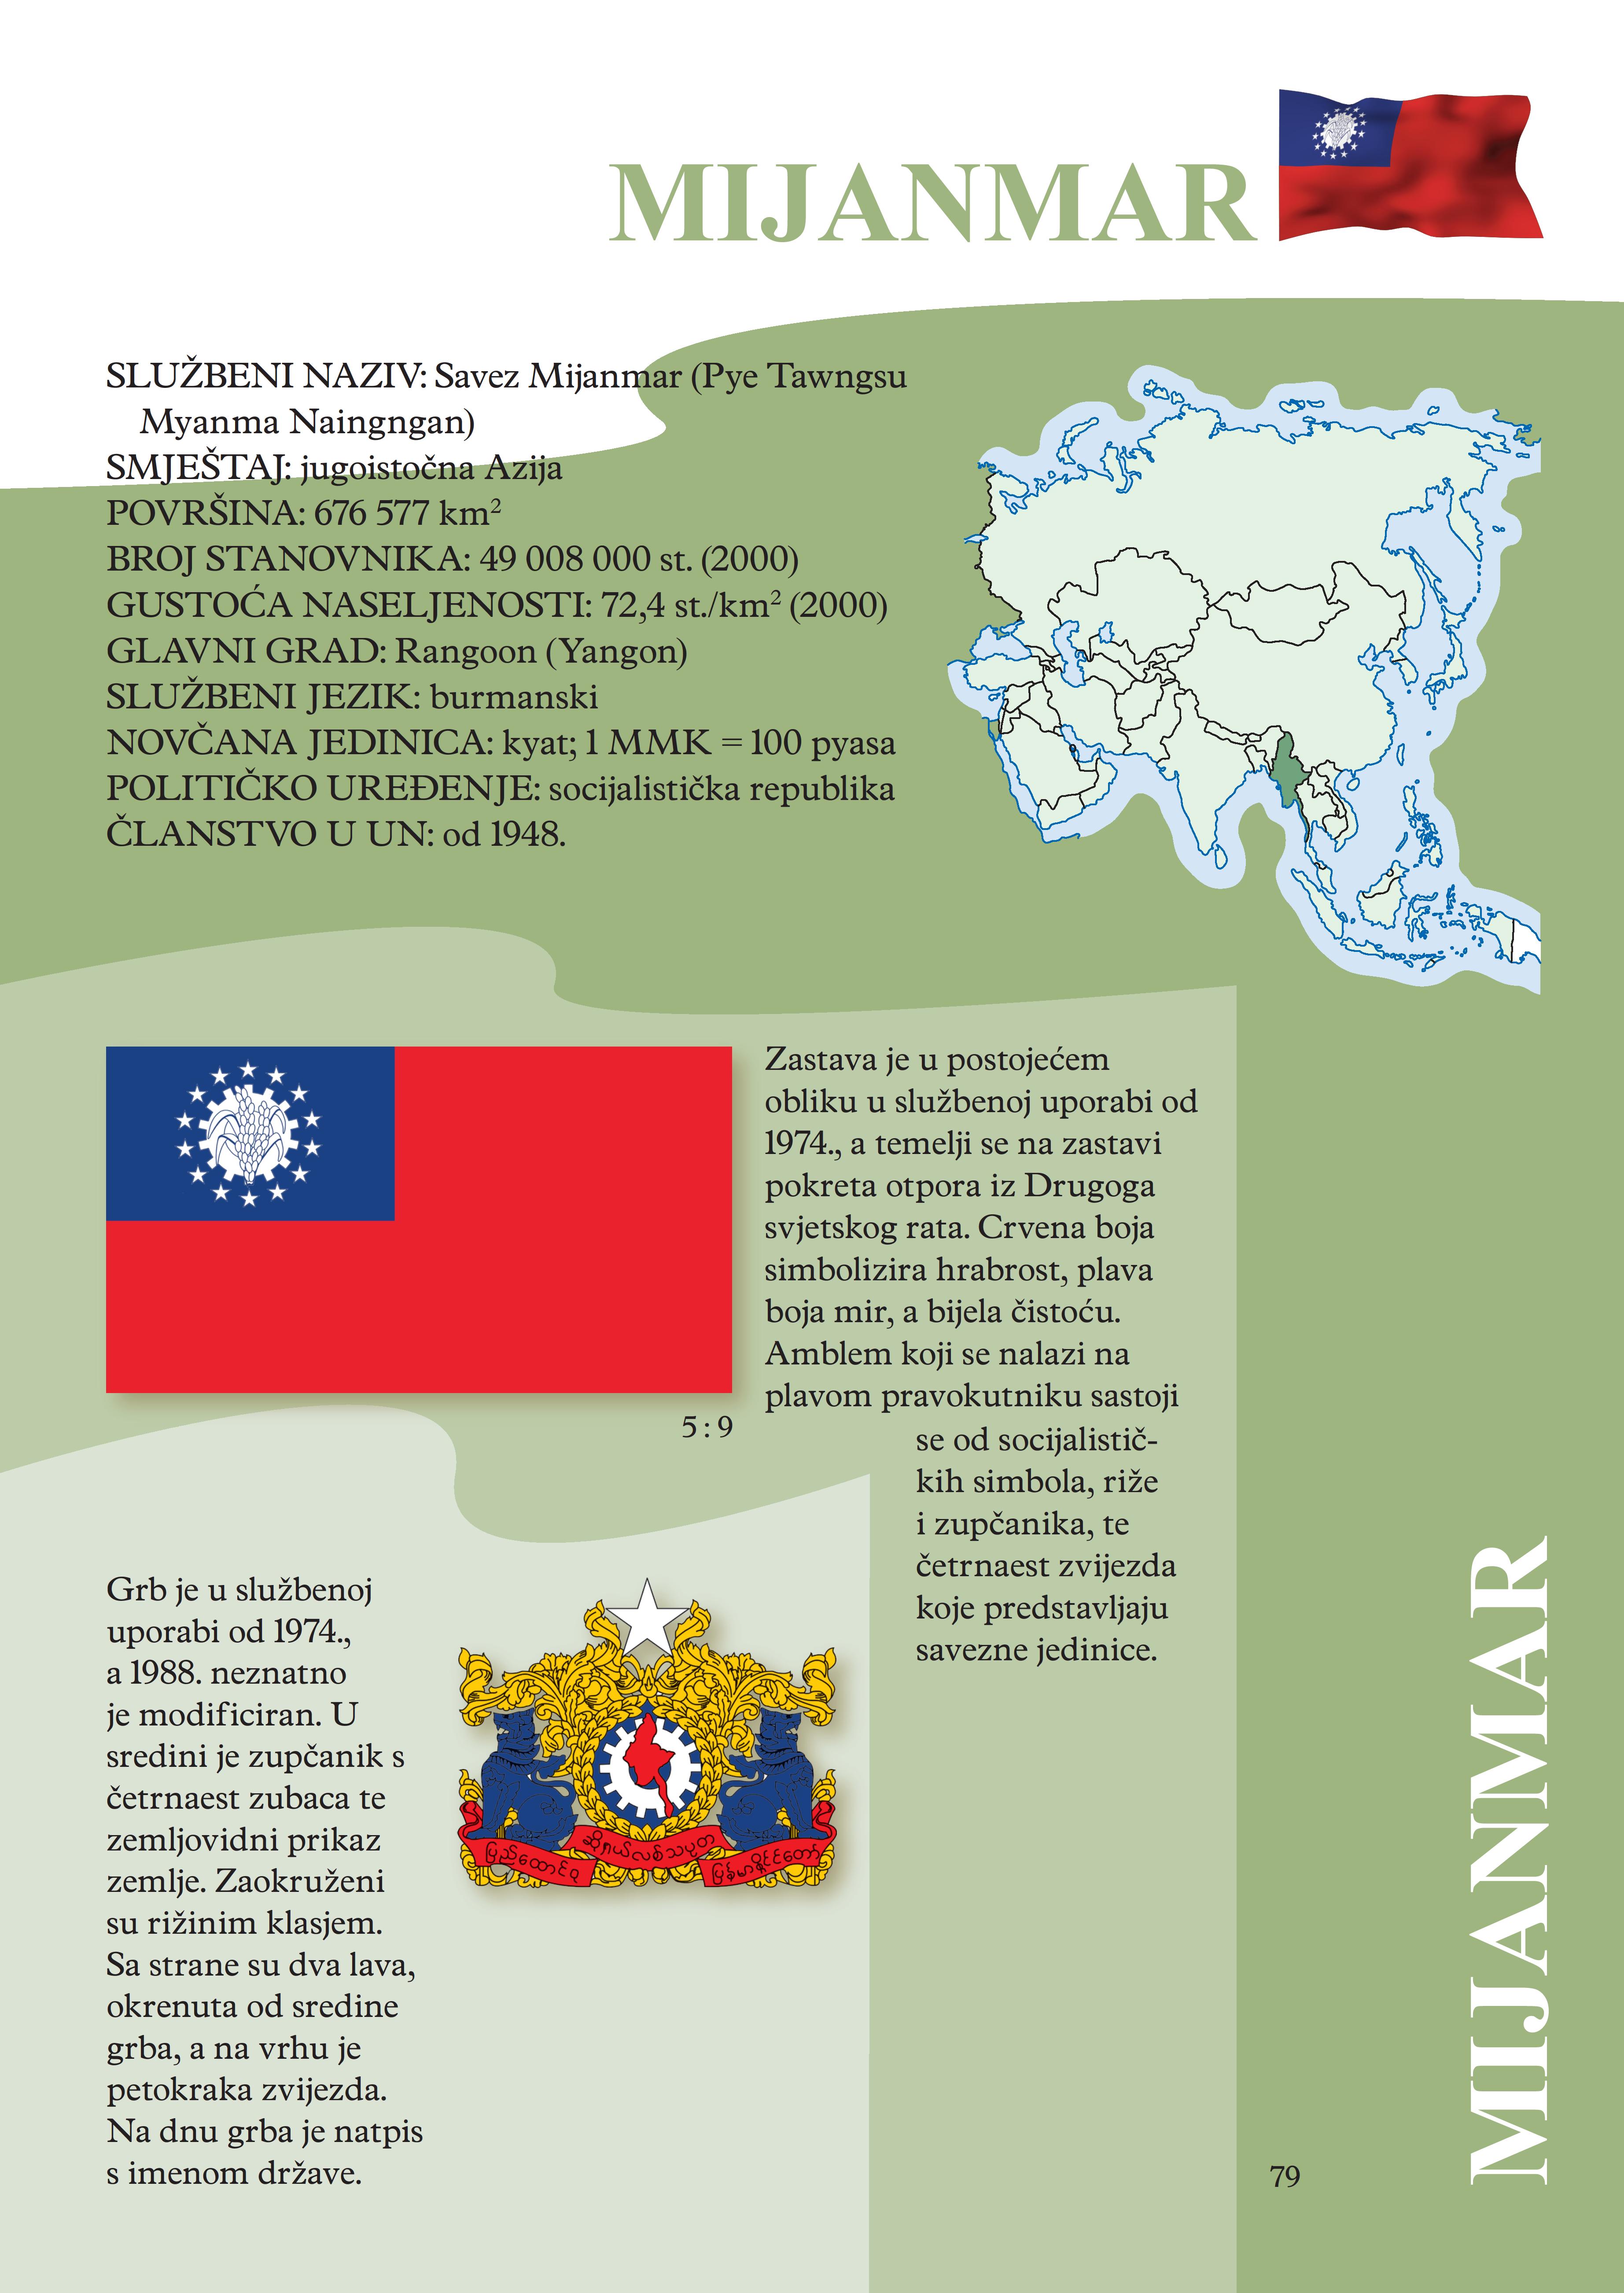 MIJANMAR
SLUŽBENI NAZIV: Savez Mijanmar (Pye Tawngsu
Myanma Naingngan)
SMJEŠTAJ: jugoistočna Azija
POVRŠINA: 676 577 km²
BROJ STANOVNIKA: 49 008 000 st. (2000)
GUSTOĆA NASELJENOSTI: 72,4 st./km² (2000)
GLAVNI GRAD: Rangoon (Yangon)
SLUŽBENI JEZIK: burmanski
NOVČANA JEDINICA: kyat; 1 MMK = 100 pyasa
POLITIČKO UREĐENJE: socijalistička republika
ČLANSTVO U UN: od 1948.
Zastava je u postojećem
obliku u službenoj uporabi od
1974., a temelji se na zastavi
pokreta otpora iz Drugoga
svjetskog rata. Crvena boja
simbolizira hrabrost, plava
boja mir, a bijela čistoću.
Amblem koji se nalazi na
plavom pravokutniku sastoji
se od socijalistič-
kih simbola, riže
i zupčanika, te
četrnaest zvijezda
koje predstavljaju
savezne jedinice.
5 : 9
Grb je u službenoj
uporabi od 1974.,
a 1988. neznatno
je modificiran. U
sredini je zupčanik s
četrnaest zubaca te
zemljovidni prikaz
zemlje. Zaokruženi
su rižinim klasjem.
Sa strane su dva lava,
okrenuta od sredine
grba, a na vrhu je
petokraka zvijezda.
Na dnu grba je natpis
s imenom države.
MIJANMAR
79